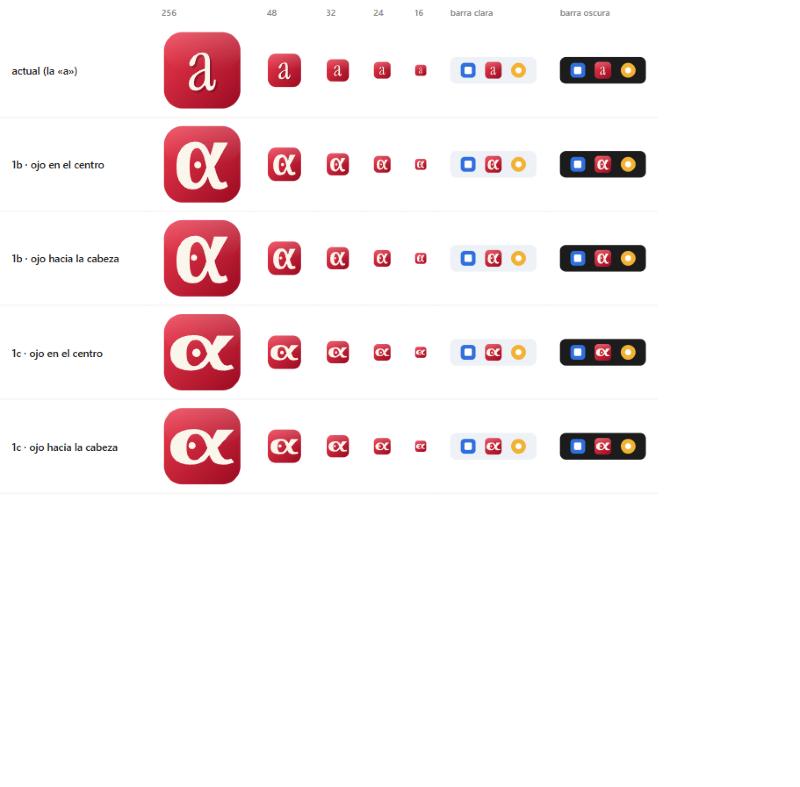 256 48 32 24 16 barra clara barra oscura
actual (la «a») a a a a a a a
1b · ojo en el centro α α α α α α α
1b · ojo hacia la cabeza α α α α α α α
1c · ojo en el centro α α α α α α α
1c · ojo hacia la cabeza α α α α α α α